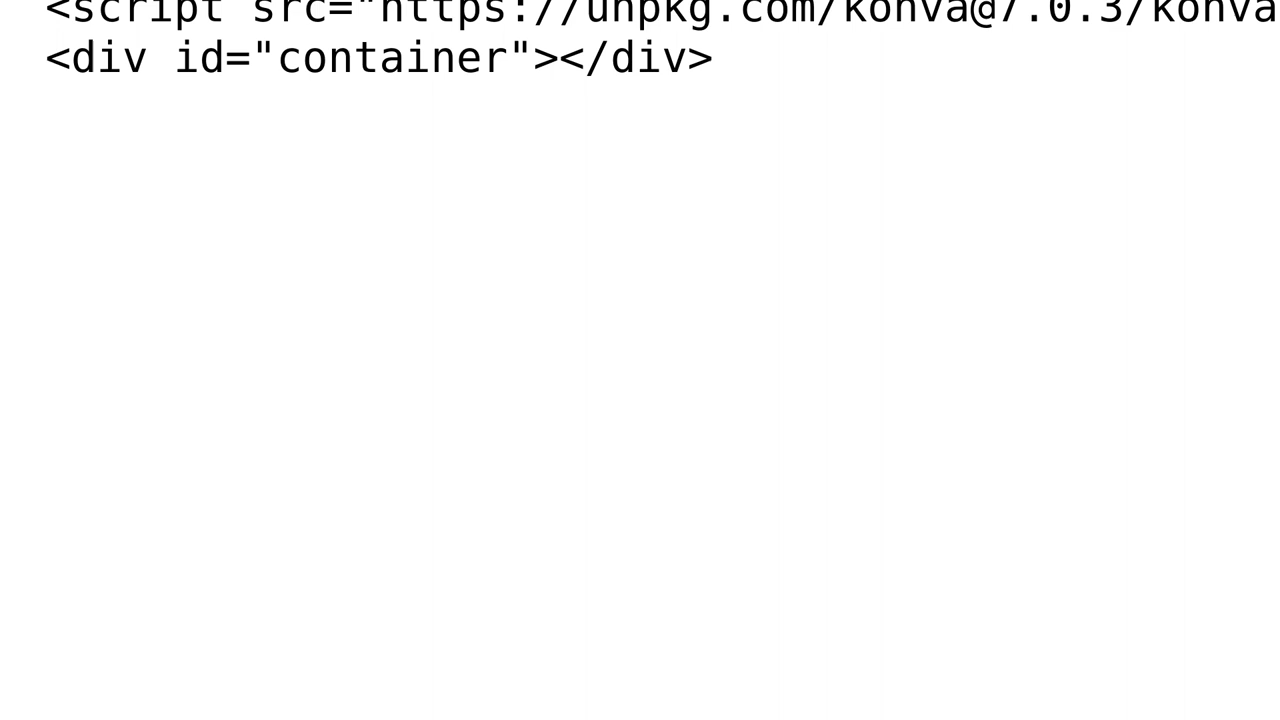 <script src="https://unpkg.com/konva@7.0.3/konva
<div id="container"></div>